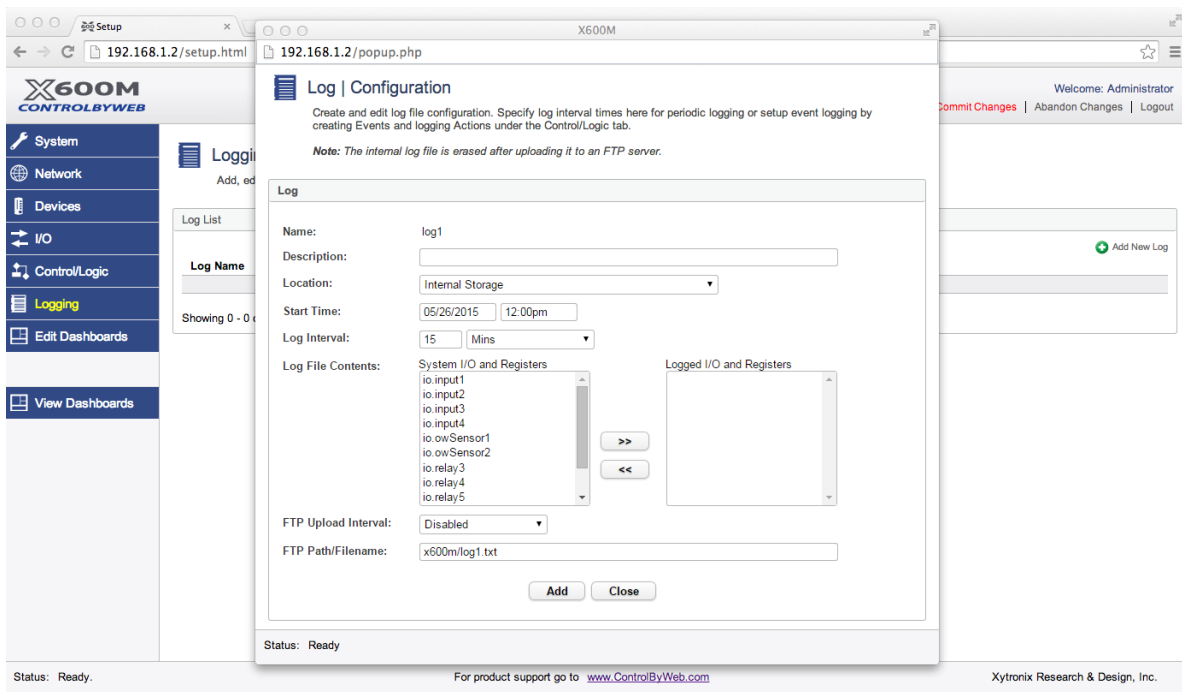 Setup
192.168.1.2/setup.html
X600M
CONTROLBYWEB
Welcome: Administrator
Commit Changes | Abandon Changes | Logout
System
Network
Devices
I/O
Control/Logic
Logging
Edit Dashboards
View Dashboards
Add, ed
Log List
Add New Log
Log Name
Showing 0 - 0
X600M
192.168.1.2/popup.php
Log | Configuration
Create and edit log file configuration. Specify log interval times here for periodic logging or setup event logging by
creating Events and logging Actions under the Control/Logic tab.
Note: The internal log file is erased after uploading it to an FTP server.
Log
Name: log1
Description:
Location: Internal Storage
Start Time: 05/26/2015 12:00pm
Log Interval: 15 Mins
Log File Contents: System I/O and Registers Logged I/O and Registers
io.input1
io.input2
io.input3
io.input4
io.owSensor1
io.owSensor2
io.relay3
io.relay4
io.relay5
>>
<<
FTP Upload Interval: Disabled
FTP Path/Filename: x600m/log1.txt
Add Close
Status: Ready
Status: Ready.
For product support go to www.ControlByWeb.com
Xytronix Research & Design, Inc.